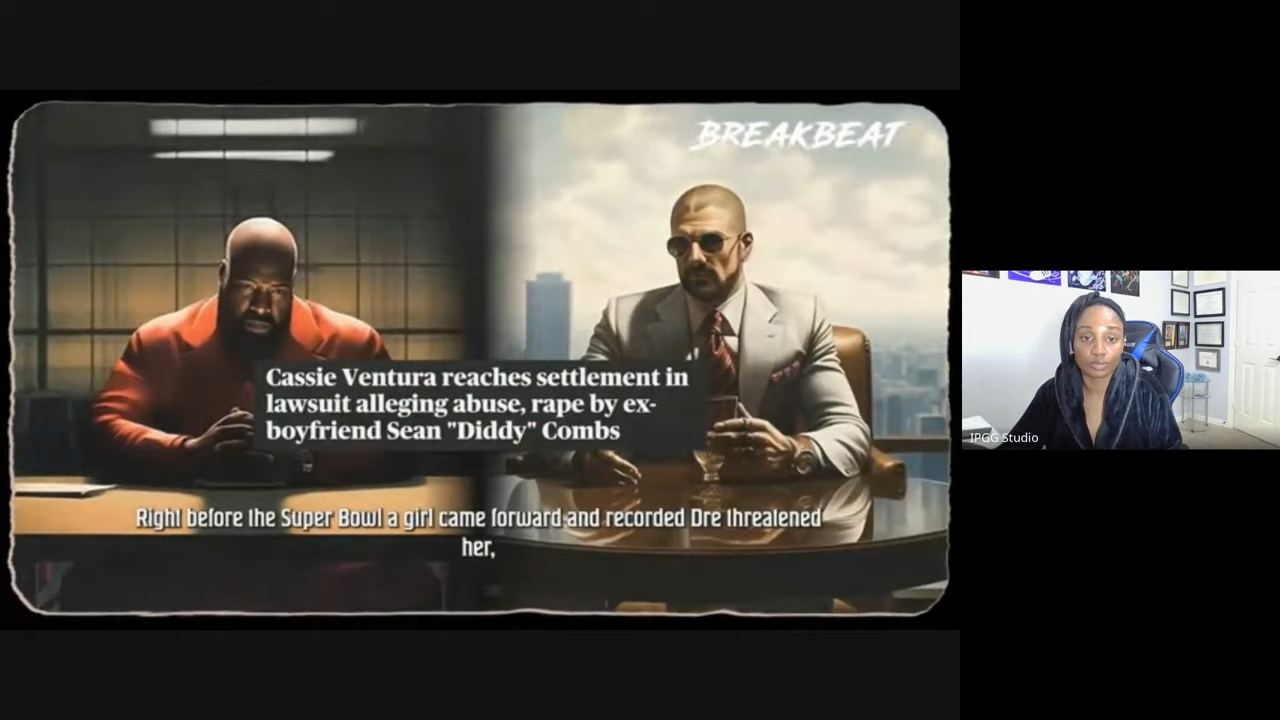 BREAKBEAT
Cassie Ventura reaches settlement in
lawsuit alleging abuse, rape by ex-
boyfriend Sean "Diddy" Combs
Right before the Super Bowl a girl came forward and recorded Dre threatened
her,
IPGG Studio